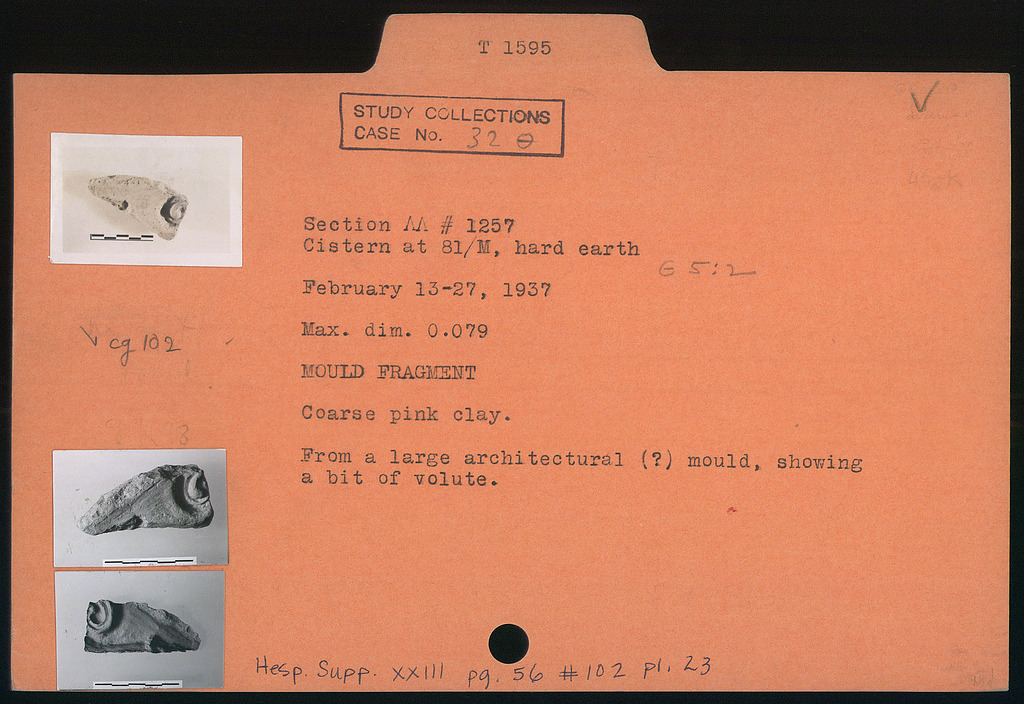 T 1595
STUDY COLLECTIONS
CASE No. 32 θ
Section ΛΛ # 1257
Cistern at 81/M, hard earth
G 5:2
February 13-27, 1937
Max. dim. 0.079
cg 102
MOULD FRAGMENT
Coarse pink clay.
From a large architectural (?) mould, showing
a bit of volute.
Hesp. Supp. XXIII pg. 56 #102 pl. 23